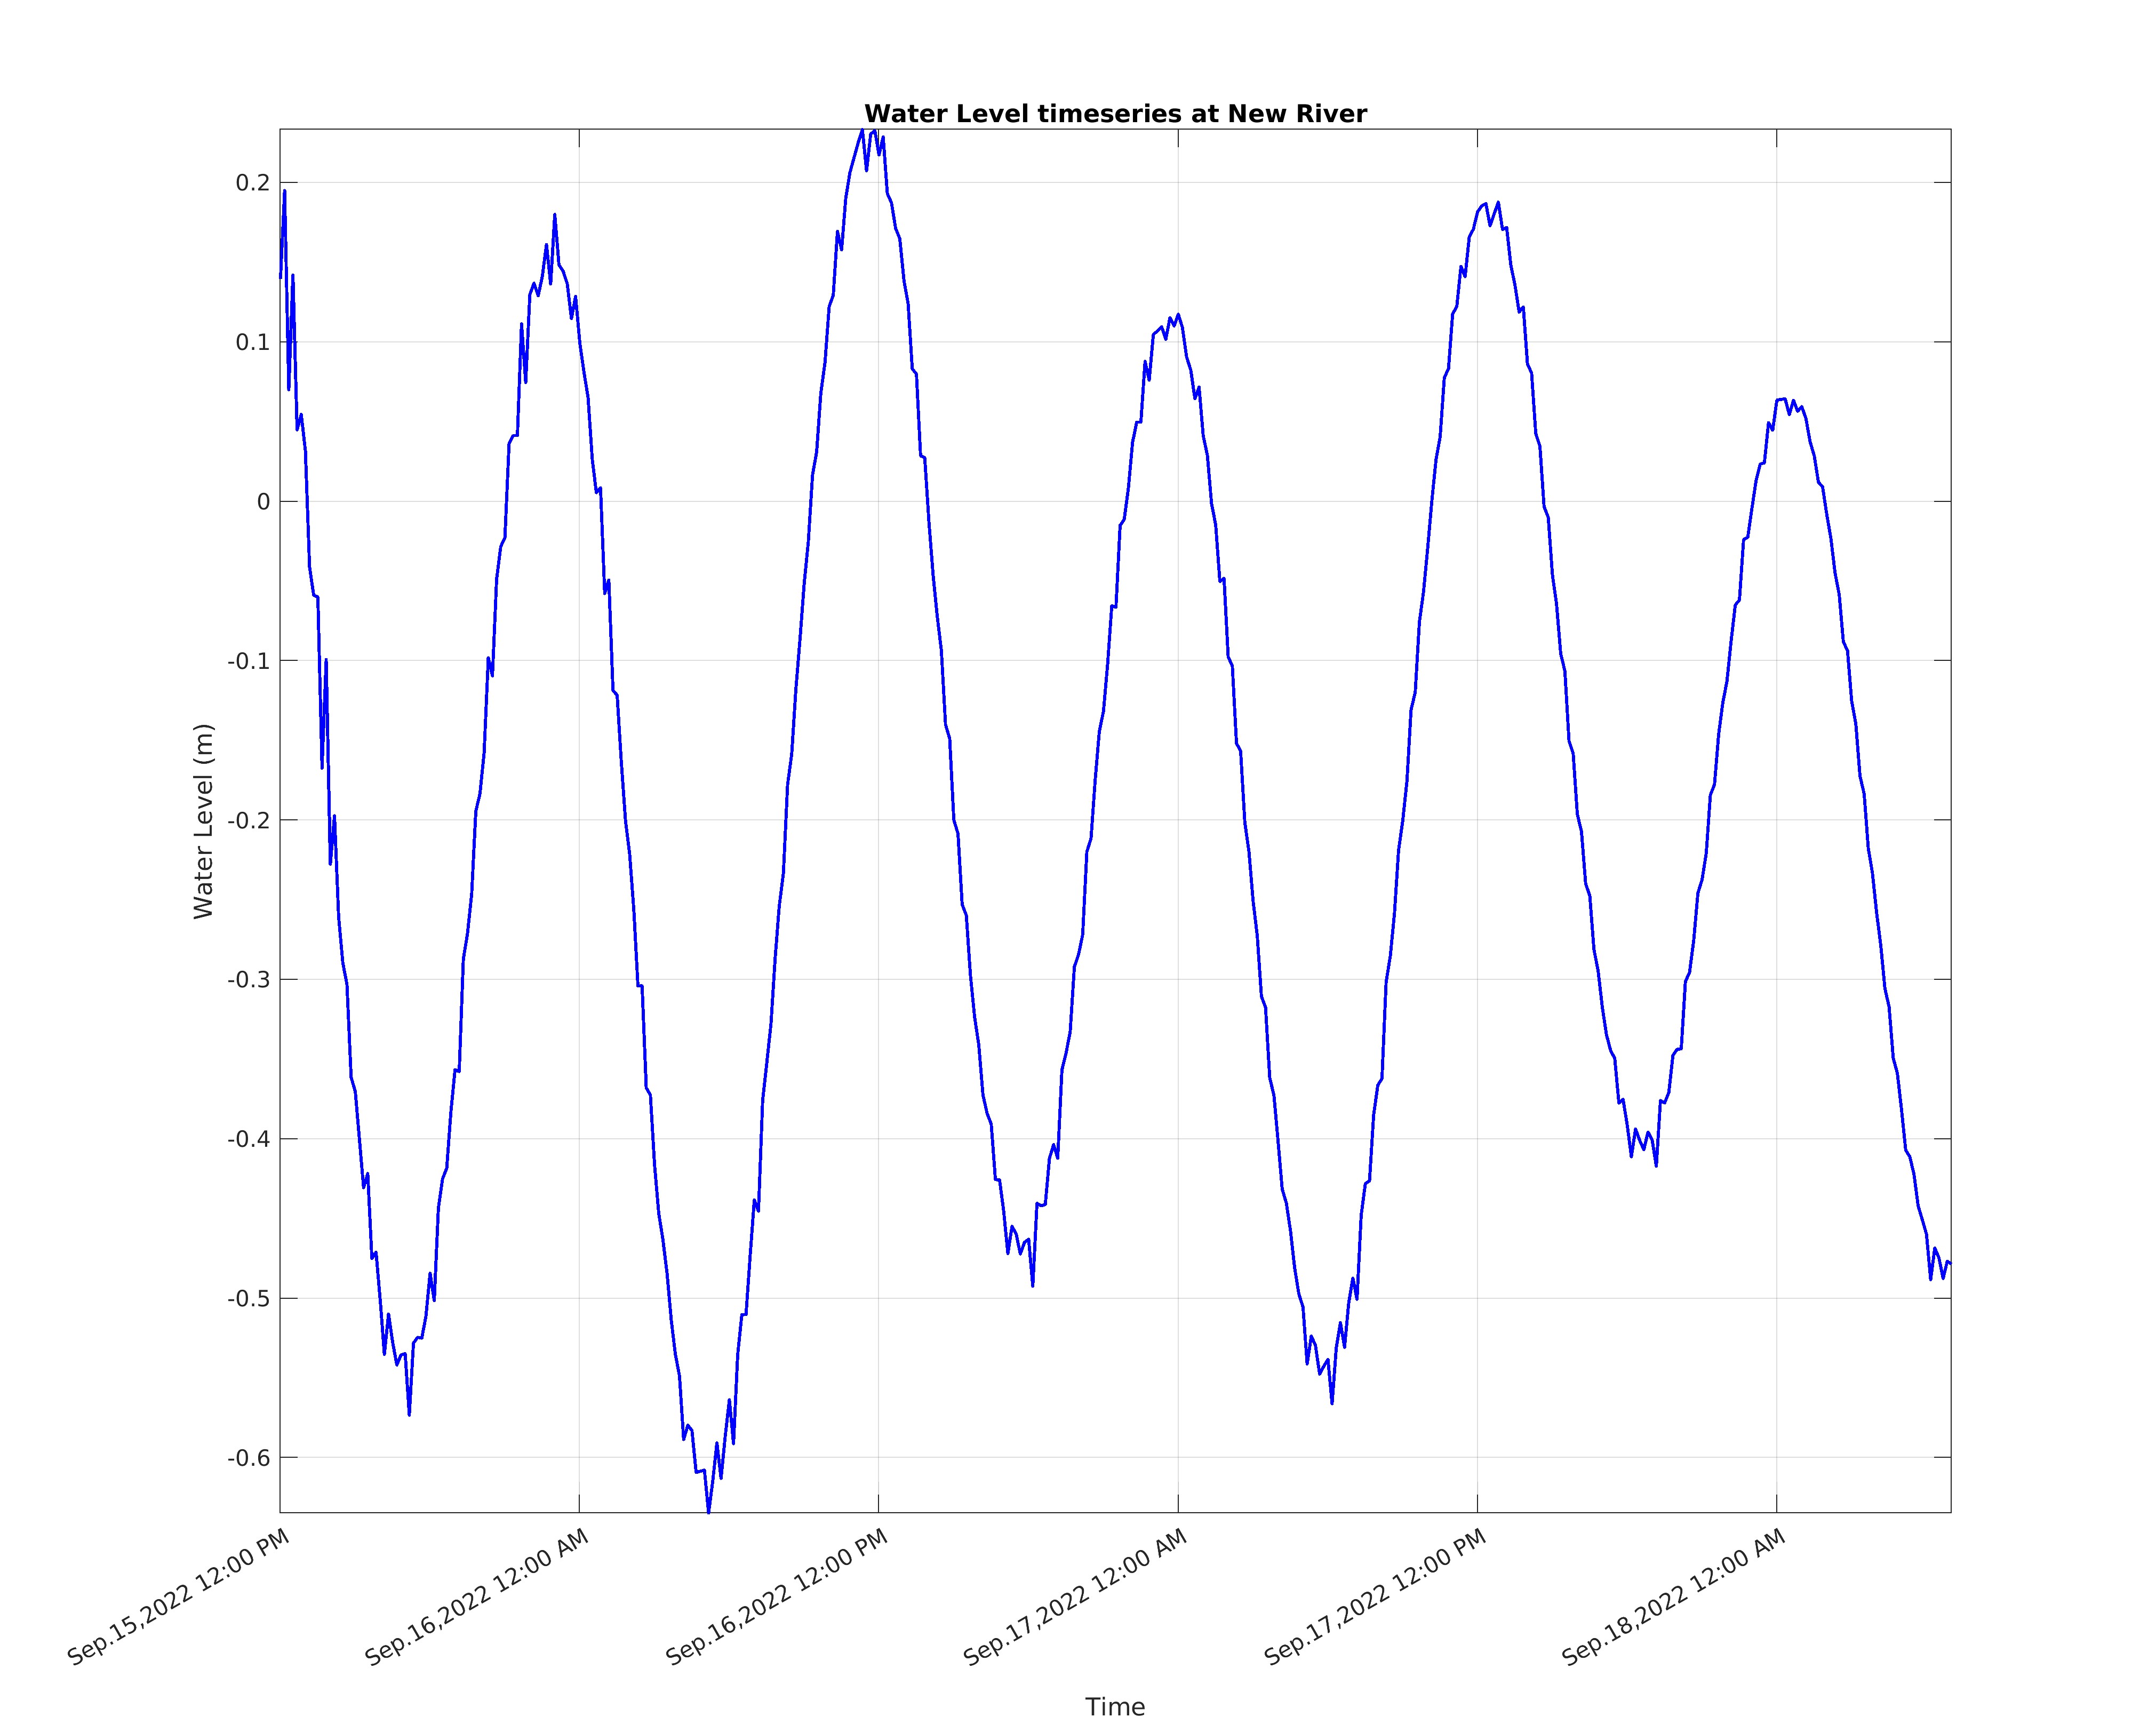 Water Level timeseries at New River
0.2
0.1
0
-0.1
-0.2
-0.3
-0.4
-0.5
-0.6
Water Level (m)
Sep.15,2022 12:00 PM
Sep.16,2022 12:00 AM
Sep.16,2022 12:00 PM
Sep.17,2022 12:00 AM
Sep.17,2022 12:00 PM
Sep.18,2022 12:00 AM
Time